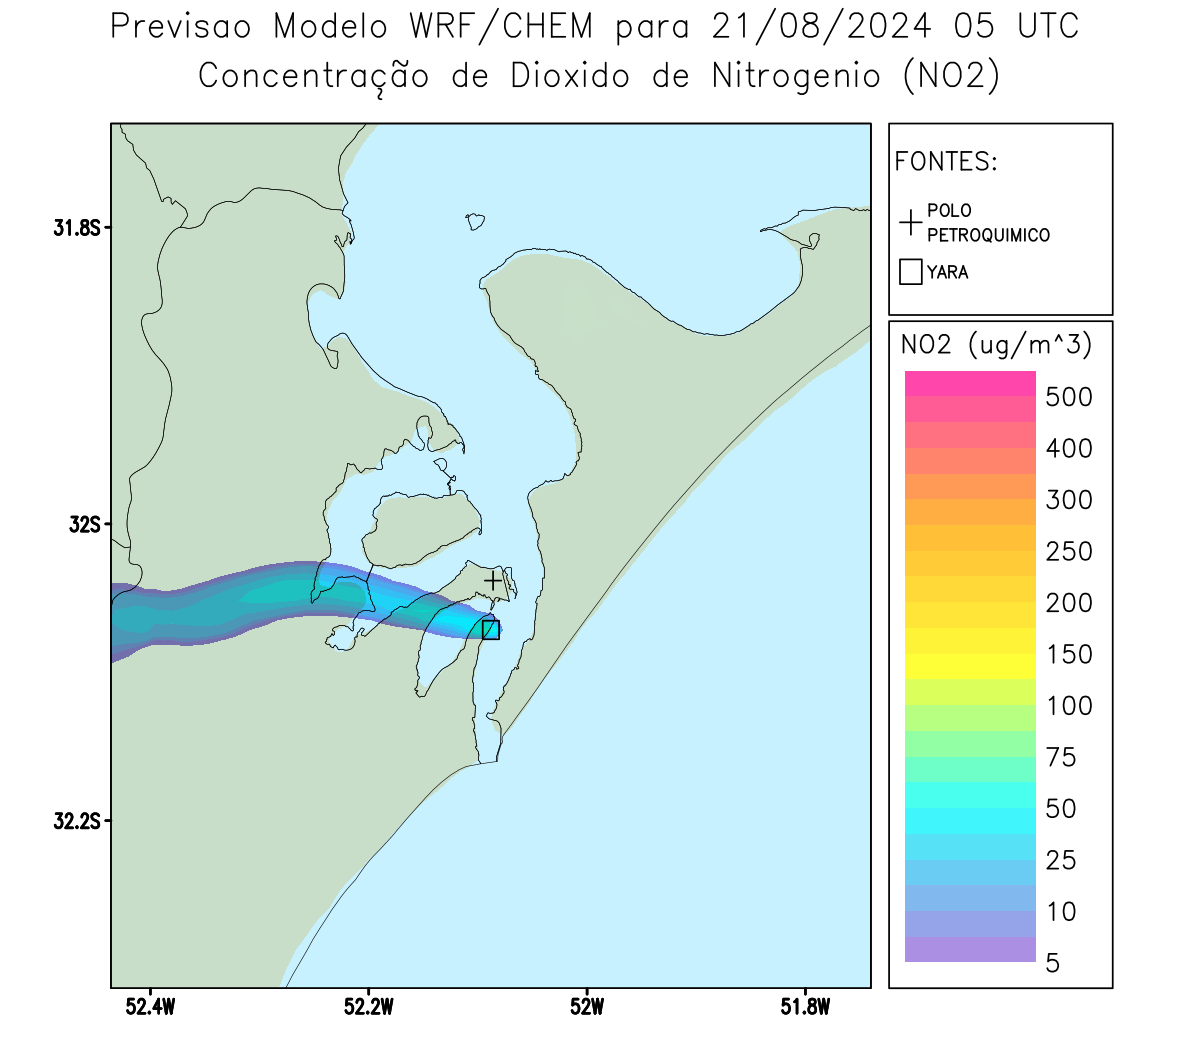 Previsao Modelo WRF/CHEM para 21/08/2024 05 UTC
Concentração de Dioxido de Nitrogenio (NO2)
FONTES:
POLO
PETROQUIMICO
YARA
NO2 (ug/m^3)
500
400
300
250
200
150
100
75
50
25
10
5
31.8S
32S
32.2S
52.4W
52.2W
52W
51.8W